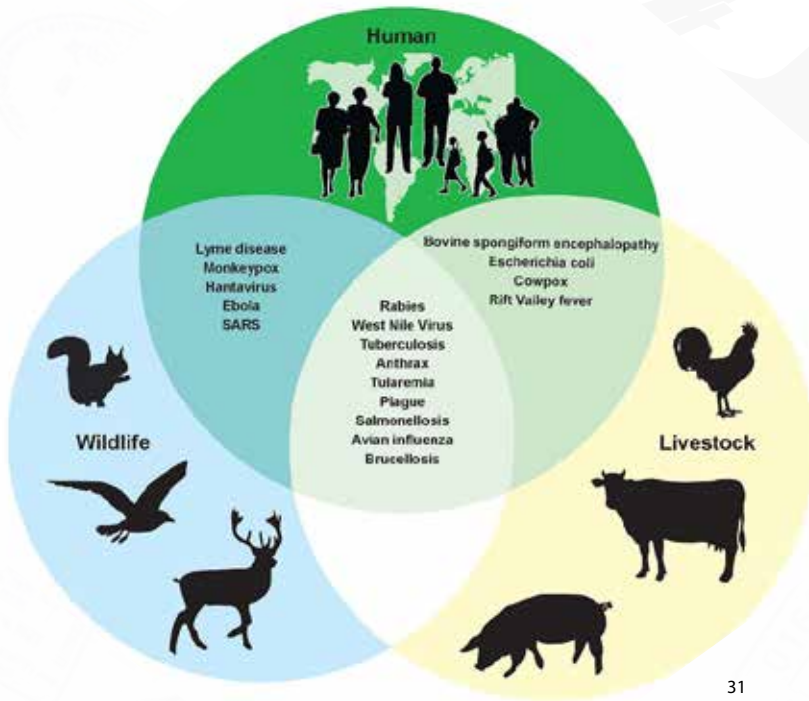 Human
Lyme disease
Monkeypox
Hantavirus
Ebola
SARS
Bovine spongiform encephalopathy
Escherichia coli
Cowpox
Rift Valley fever
Rabies
West Nile Virus
Tuberculosis
Anthrax
Tularemia
Plague
Salmonellosis
Avian influenza
Brucellosis
Wildlife
Livestock
31